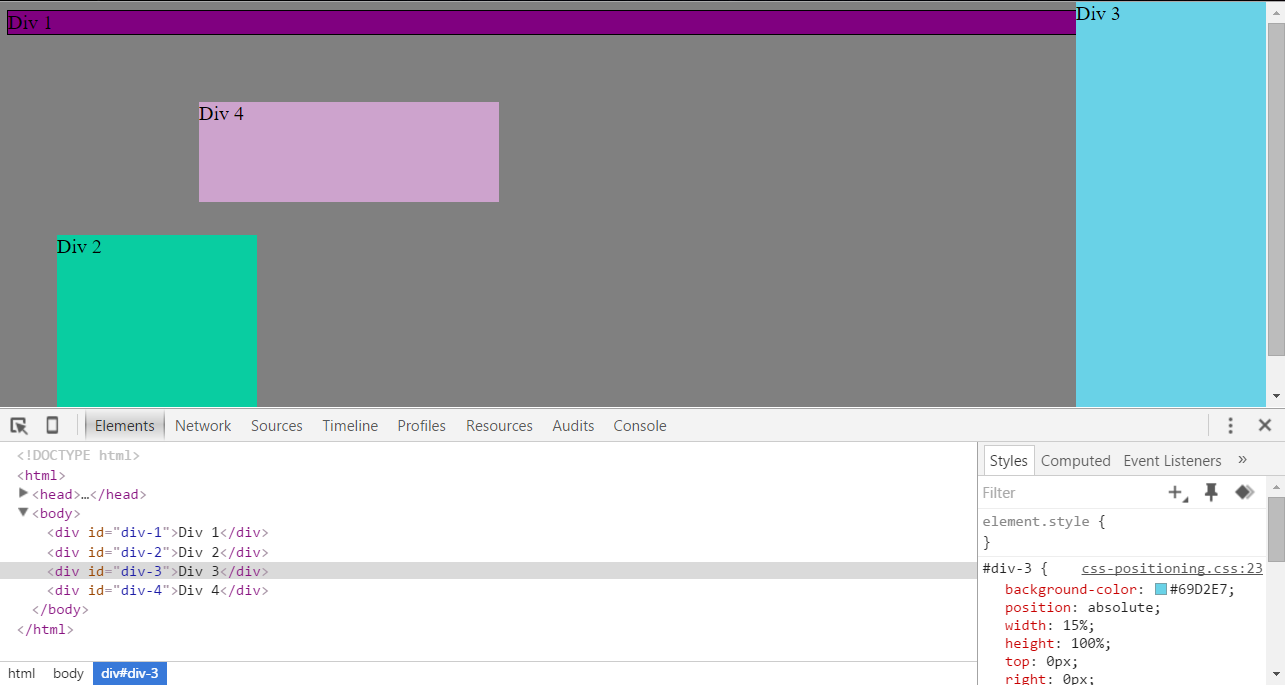 Div 1
Div 3
Div 4
Div 2
Elements Network Sources Timeline Profiles Resources Audits Console
<!DOCTYPE html>
<html>
<head>…</head>
<body>
<div id="div-1">Div 1</div>
<div id="div-2">Div 2</div>
<div id="div-3">Div 3</div>
<div id="div-4">Div 4</div>
</body>
</html>
html body div#div-3
Styles Computed Event Listeners »
Filter
element.style {
}
#div-3 { css-positioning.css:23
background-color: #69D2E7;
position: absolute;
width: 15%;
height: 100%;
top: 0px;
right: 0px;